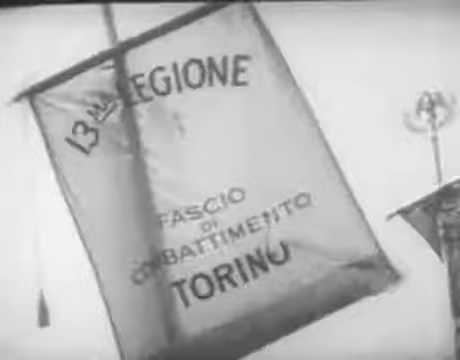 13ma LEGIONE
FASCIO
DI
COMBATTIMENTO
TORINO